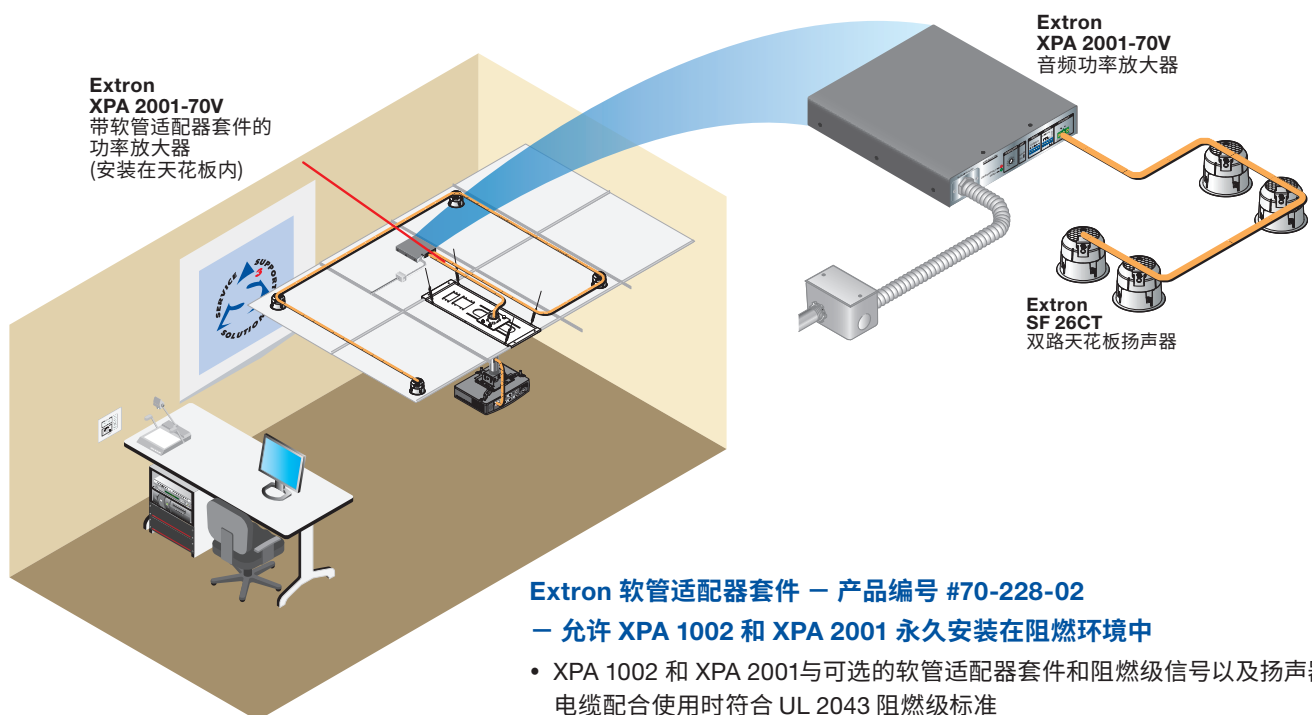 Extron
XPA 2001-70V
带软管适配器套件的
功率放大器
(安装在天花板内)
Extron
XPA 2001-70V
音频功率放大器
SERVICE SUPPORT SOLUTION
3
Extron
SF 26CT
双路天花板扬声器
Extron 软管适配器套件 － 产品编号 #70-228-02
－ 允许 XPA 1002 和 XPA 2001 永久安装在阻燃环境中
• XPA 1002 和 XPA 2001与可选的软管适配器套件和阻燃级信号以及扬声器
电缆配合使用时符合 UL 2043 阻燃级标准